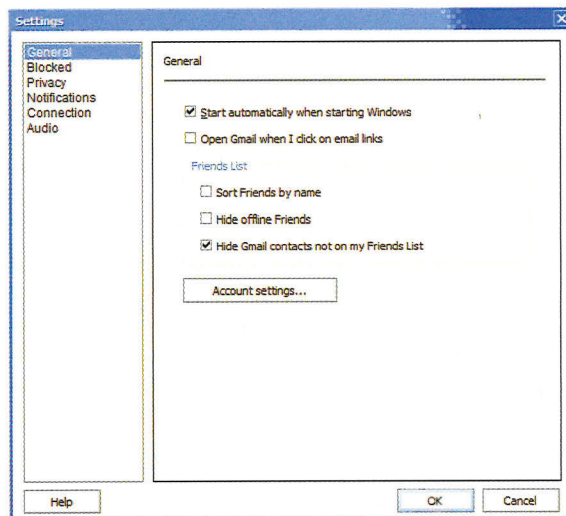 Settings
General
Blocked
Privacy
Notifications
Connection
Audio
General
Start automatically when starting Windows
Open Gmail when I click on email links
Friends List
Sort Friends by name
Hide offline Friends
Hide Gmail contacts not on my Friends List
Account settings...
Help
OK
Cancel